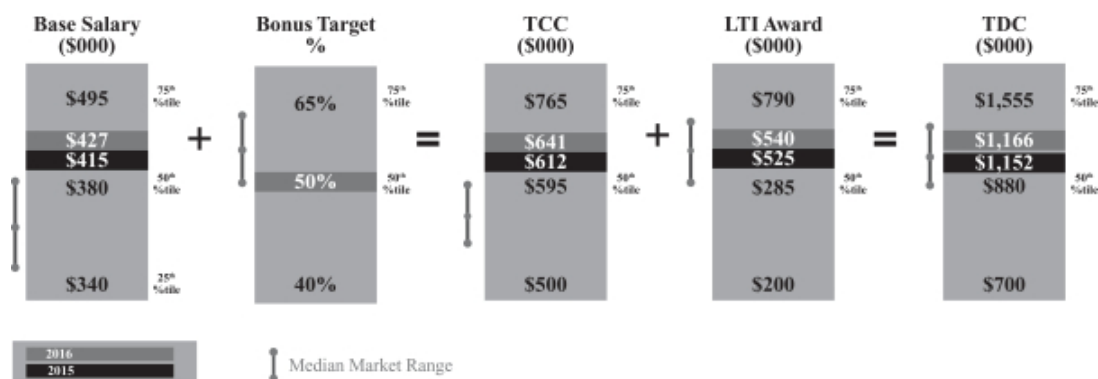 Base Salary
($000)
$495
75th
%tile
$427
$415
$380
50th
%tile
$340
25th
%tile
+
Bonus Target
%
65%
75th
%tile
50%
50th
%tile
40%
=
TCC
($000)
$765
75th
%tile
$641
$612
$595
50th
%tile
$500
+
LTI Award
($000)
$790
75th
%tile
$540
$525
$285
50th
%tile
$200
=
TDC
($000)
$1,555
75th
%tile
$1,166
$1,152
$880
50th
%tile
$700
2016
2015
Median Market Range